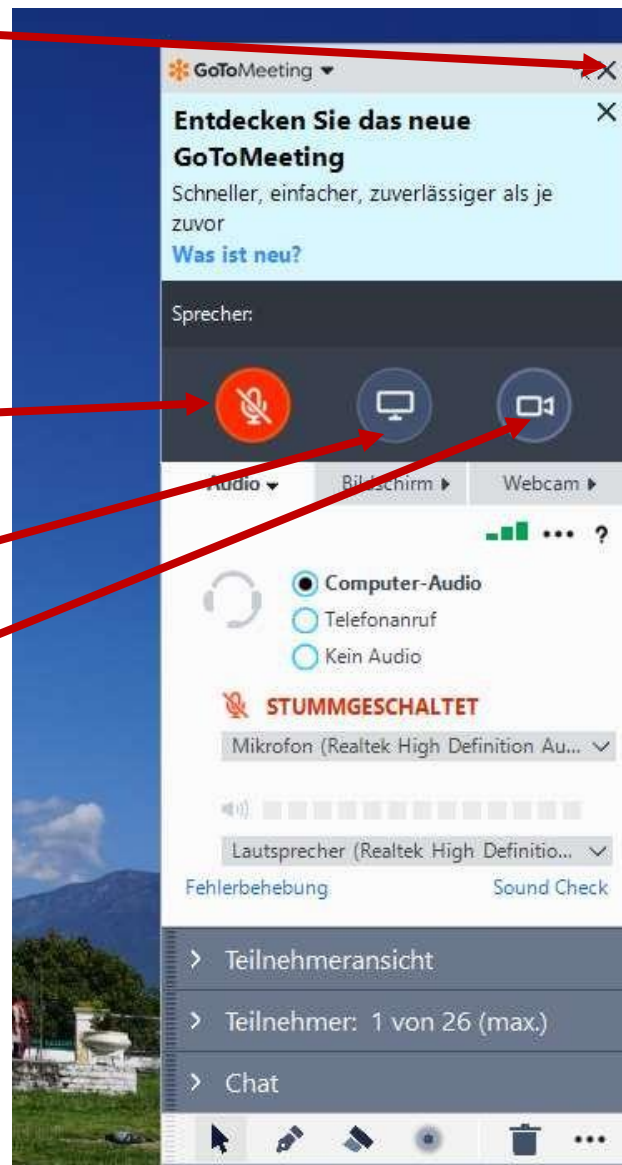 GoToMeeting
Entdecken Sie das neue
GoToMeeting
Schneller, einfacher, zuverlässiger als je
zuvor
Was ist neu?
Sprecher:
Audio Bildschirm Webcam
?
Computer-Audio
Telefonanruf
Kein Audio
STUMMGESCHALTET
Mikrofon (Realtek High Definition Au...
Lautsprecher (Realtek High Definitio...
Fehlerbehebung Sound Check
Teilnehmeransicht
Teilnehmer: 1 von 26 (max.)
Chat